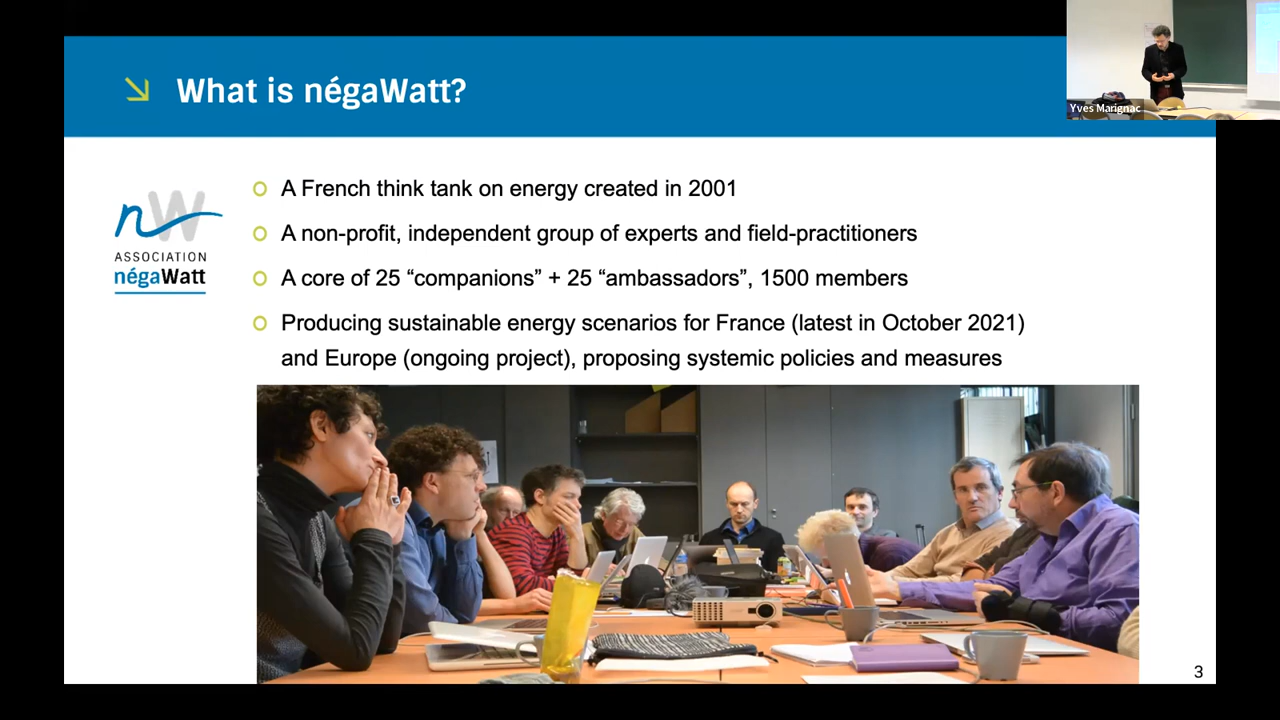 What is négaWatt?
Yves Marignac
nW
ASSOCIATION
négaWatt
A French think tank on energy created in 2001
A non-profit, independent group of experts and field-practitioners
A core of 25 “companions” + 25 “ambassadors”, 1500 members
Producing sustainable energy scenarios for France (latest in October 2021)
and Europe (ongoing project), proposing systemic policies and measures
3